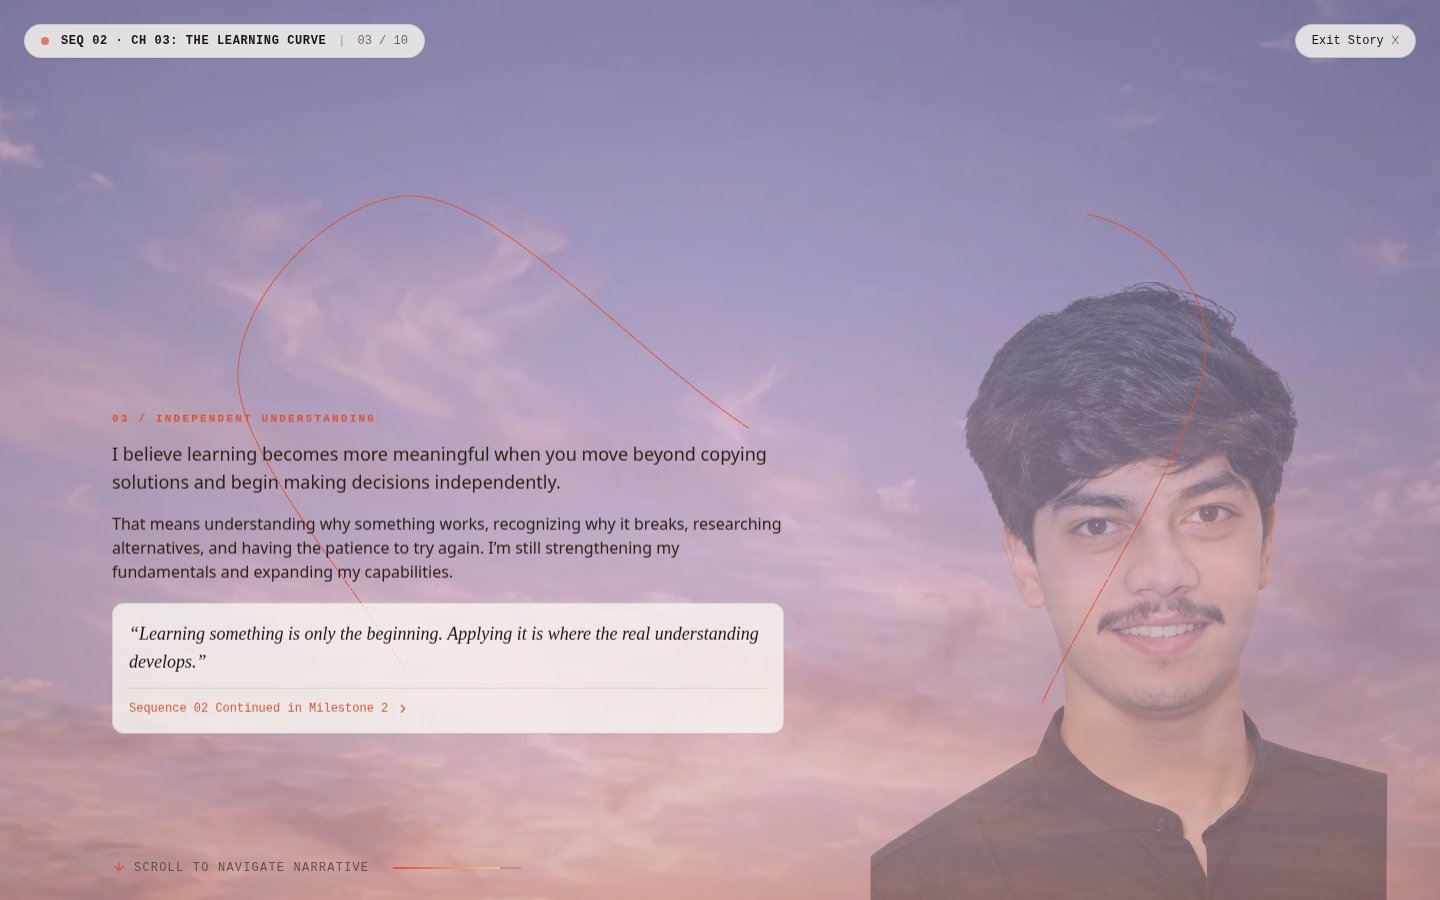 SEQ 02 · CH 03: THE LEARNING CURVE | 03 / 10
Exit Story X
03 / INDEPENDENT UNDERSTANDING
I believe learning becomes more meaningful when you move beyond copying
solutions and begin making decisions independently.
That means understanding why something works, recognizing why it breaks, researching
alternatives, and having the patience to try again. I’m still strengthening my
fundamentals and expanding my capabilities.
“Learning something is only the beginning. Applying it is where the real understanding
develops.”
Sequence 02 Continued in Milestone 2
SCROLL TO NAVIGATE NARRATIVE